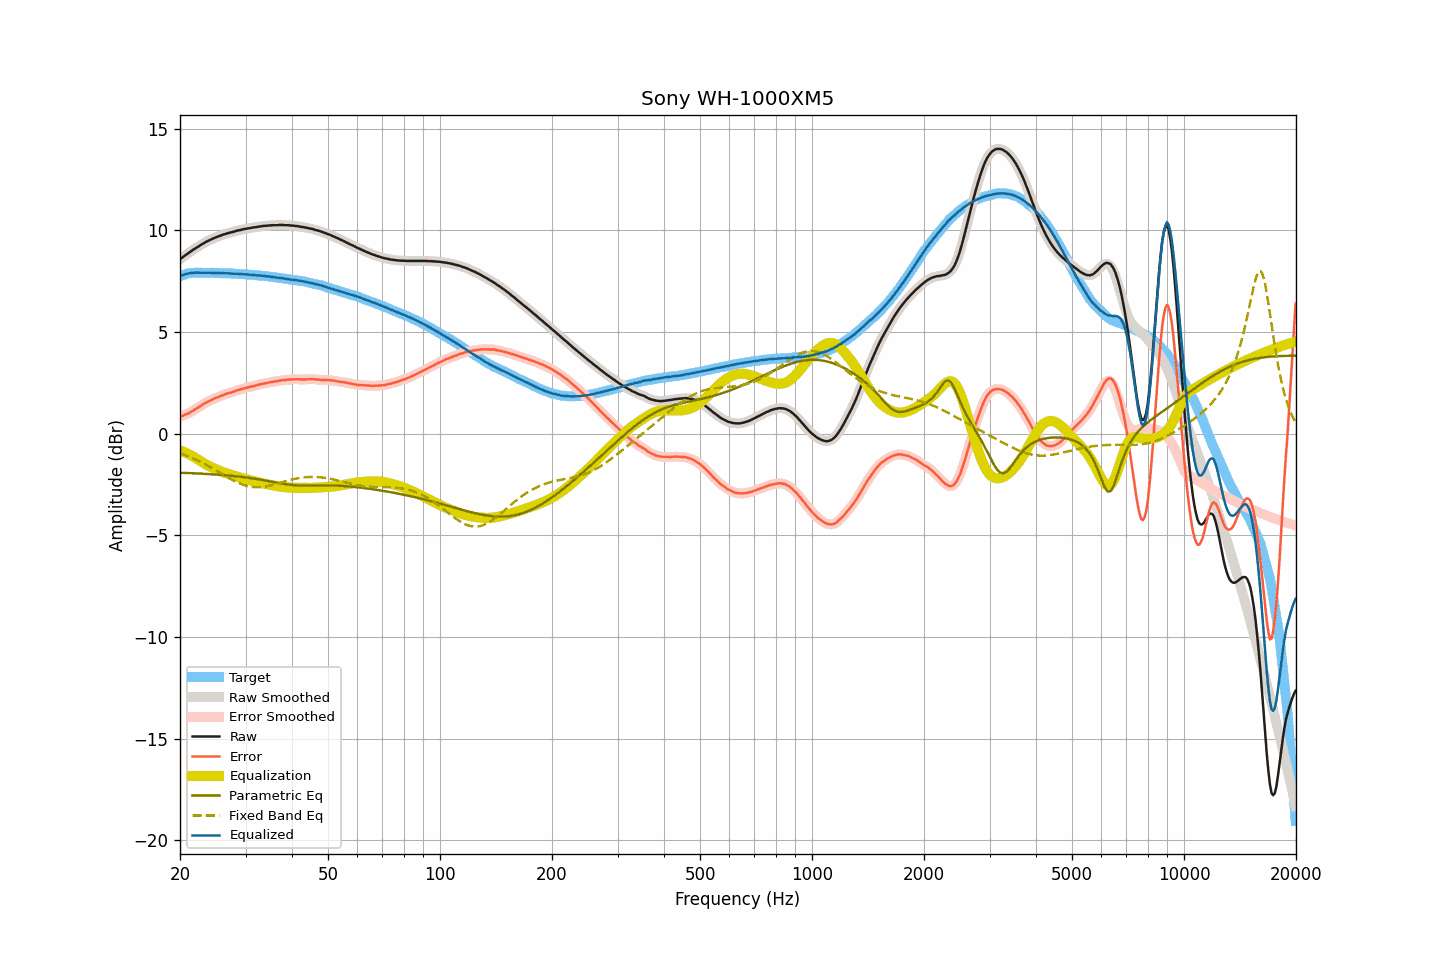 Sony WH-1000XM5
15
10
5
0
−5
−10
−15
−20
Amplitude (dBr)
Target
Raw Smoothed
Error Smoothed
Raw
Error
Equalization
Parametric Eq
Fixed Band Eq
Equalized
20 50 100 200 500 1000 2000 5000 10000 20000
Frequency (Hz)